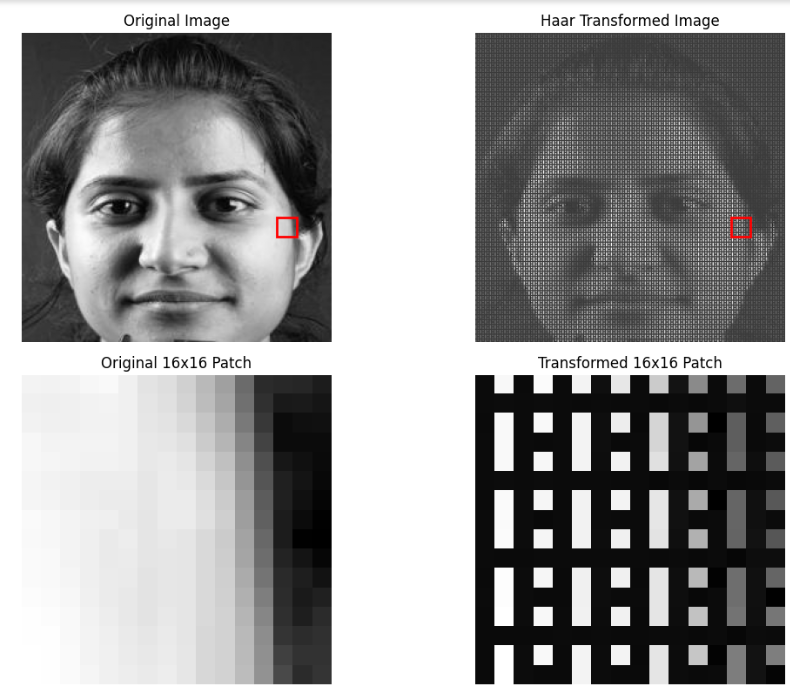 Original Image
Haar Transformed Image
Original 16x16 Patch
Transformed 16x16 Patch